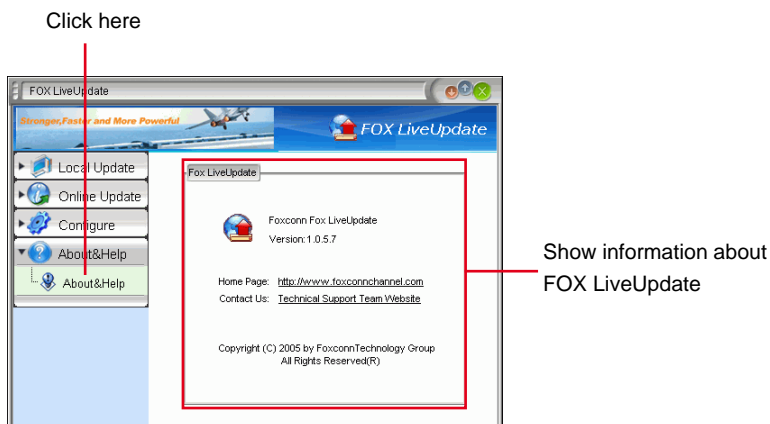 Click here
FOX LiveUpdate
Stronger,Faster and More Powerful
FOX LiveUpdate
Local Update
Online Update
Configure
About&Help
About&Help
Fox LiveUpdate
Foxconn Fox LiveUpdate
Version:1.0.5.7
Home Page: http://www.foxconnchannel.com
Contact Us: Technical Support Team Website
Copyright (C) 2005 by FoxconnTechnology Group
All Rights Reserved(R)
Show information about
FOX LiveUpdate